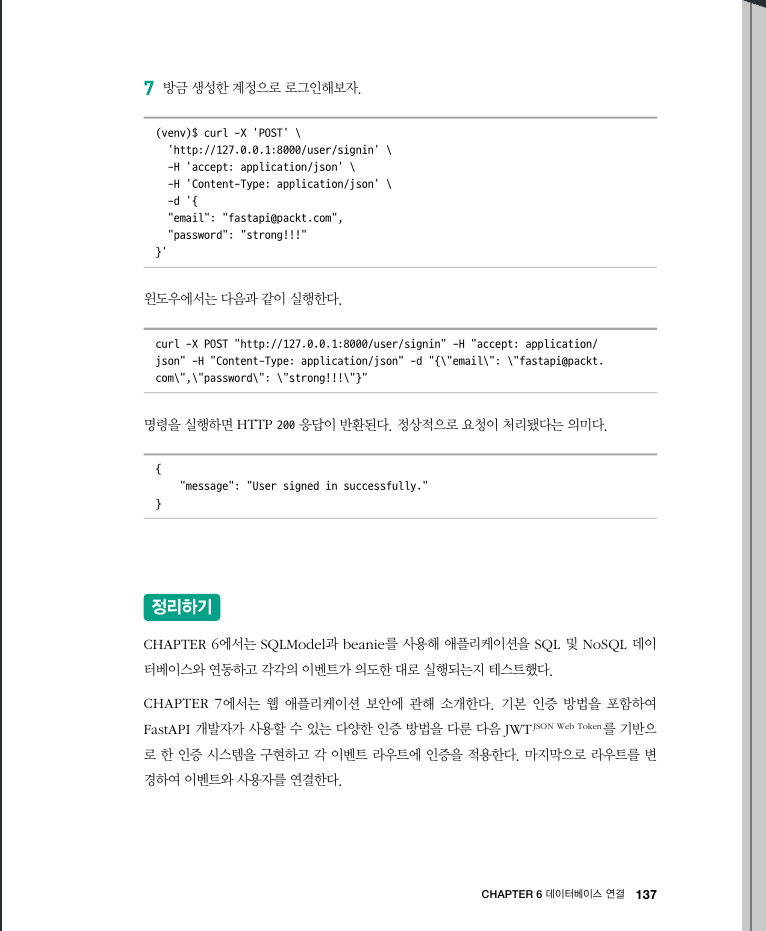 7 방금 생성한 계정으로 로그인해보자.
(venv)$ curl -X 'POST' \
'http://127.0.0.1:8000/user/signin' \
-H 'accept: application/json' \
-H 'Content-Type: application/json' \
-d '{
"email": "fastapi@packt.com",
"password": "strong!!!"
}'
윈도우에서는 다음과 같이 실행한다.
curl -X POST "http://127.0.0.1:8000/user/signin" -H "accept: application/
json" -H "Content-Type: application/json" -d "{\"email\": \"fastapi@packt.
com\",\"password\": \"strong!!!\"}"
명령을 실행하면 HTTP 200 응답이 반환된다. 정상적으로 요청이 처리됐다는 의미다.
{
"message": "User signed in successfully."
}
정리하기
CHAPTER 6에서는 SQLModel과 beanie를 사용해 애플리케이션을 SQL 및 NoSQL 데이
터베이스와 연동하고 각각의 이벤트가 의도한 대로 실행되는지 테스트했다.
CHAPTER 7에서는 웹 애플리케이션 보안에 관해 소개한다. 기본 인증 방법을 포함하여
FastAPI 개발자가 사용할 수 있는 다양한 인증 방법을 다룬 다음 JWT JSON Web Token를 기반으
로 한 인증 시스템을 구현하고 각 이벤트 라우트에 인증을 적용한다. 마지막으로 라우트를 변
경하여 이벤트와 사용자를 연결한다.
CHAPTER 6 데이터베이스 연결 137